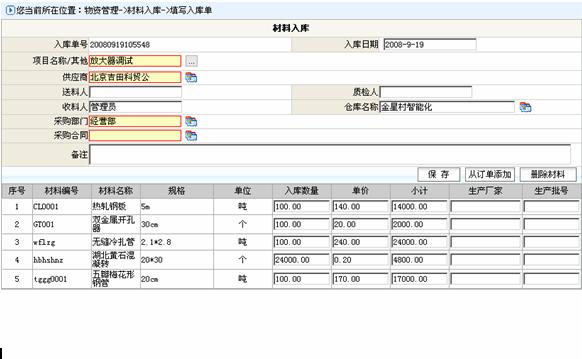 您当前所在位置：物资管理->材料入库->填写入库单
材料入库
入库单号 20080919105548 入库日期 2008-9-19
项目名称/其他 放大器调试 ...
供应商 北京吉田科贸公
送料人 质检人
收料人 管理员 仓库名称 金星村智能化
采购部门 经营部
采购合同
备注
保 存 从订单添加 删除材料
序号 材料编号 材料名称 规格 单位 入库数量 单价 小计 生产厂家 生产批号
1 CL0001 热轧钢板 5m 吨 100.00 140.00 14000.00
2 GT001 双金属开孔器 30cm 个 100.00 20.00 2000.00
3 wflzg 无缝冷扎管 2.1*2.8 吨 100.00 240.00 24000.00
4 hbhshnz 湖北黄石混凝转 20*30 个 24000.00 0.20 4800.00
5 tggg0001 五瓣梅花形钢管 20cm 吨 100.00 170.00 17000.00